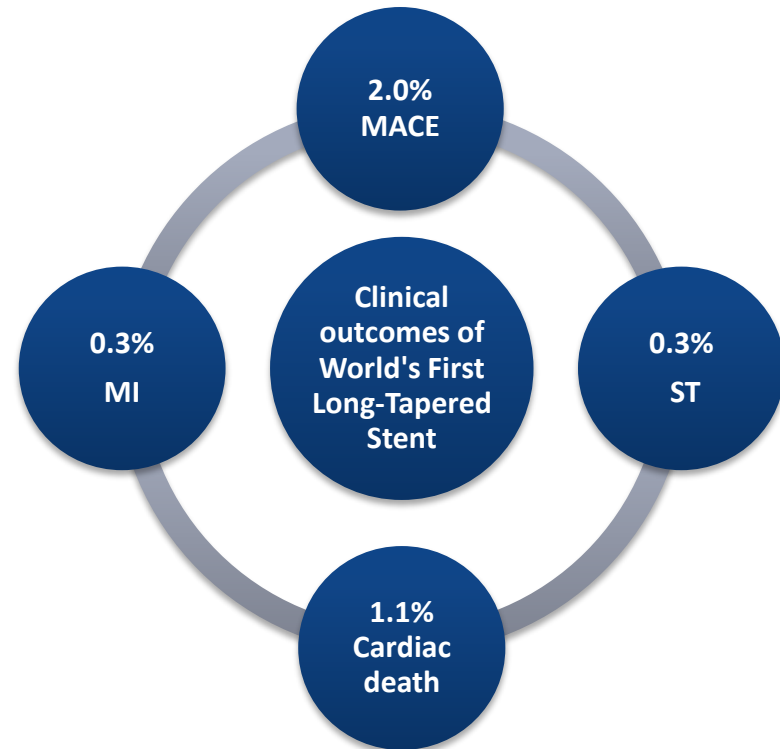 2.0%
MACE
Clinical
outcomes of
World's First
Long-Tapered
Stent
0.3%
MI
0.3%
ST
1.1%
Cardiac
death